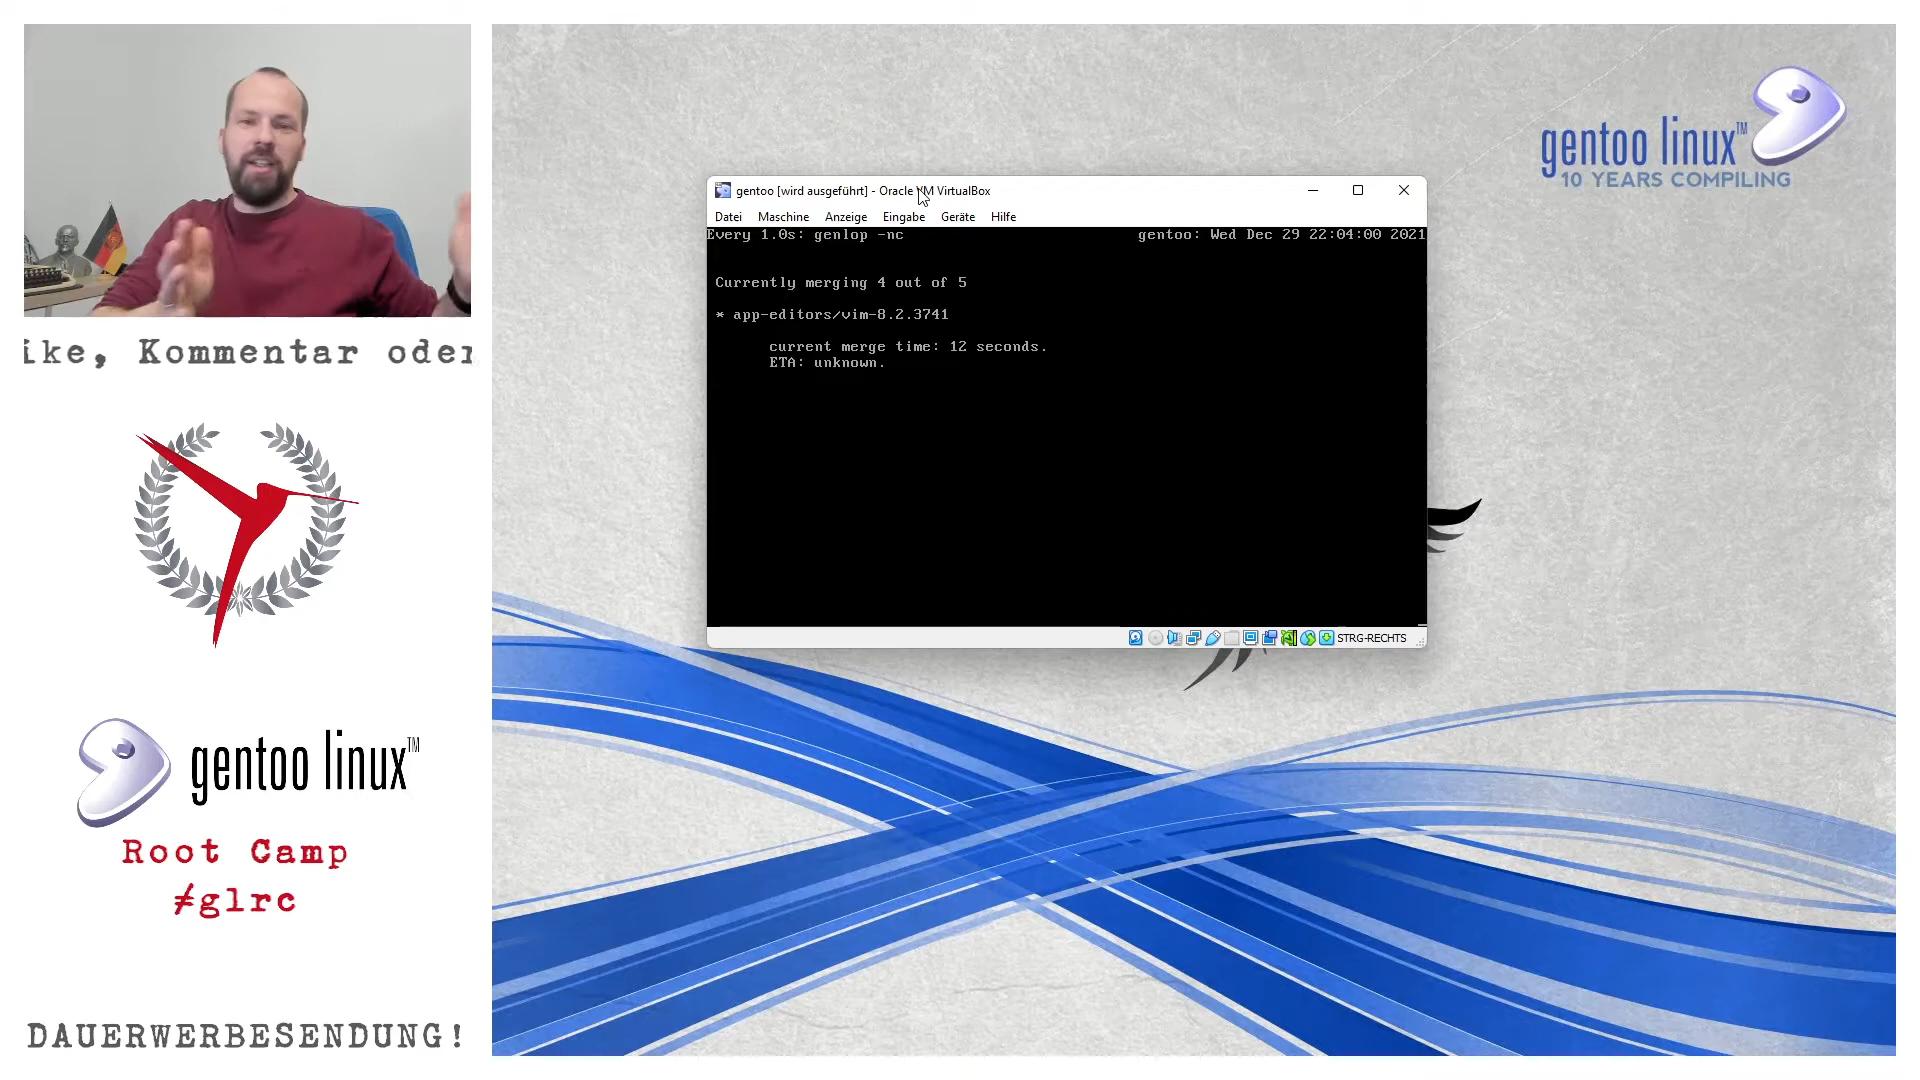 ike, Kommentar oder
gentoo linux™
Root Camp
#glrc
DAUERWERBESENDUNG!
gentoo linux™
10 YEARS COMPILING
gentoo [wird ausgeführt] - Oracle VM VirtualBox
Datei Maschine Anzeige Eingabe Geräte Hilfe
Every 1.0s: genlop -nc gentoo: Wed Dec 29 22:04:00 2021
Currently merging 4 out of 5
* app-editors/vim-8.2.3741
current merge time: 12 seconds.
ETA: unknown.
STRG-RECHTS